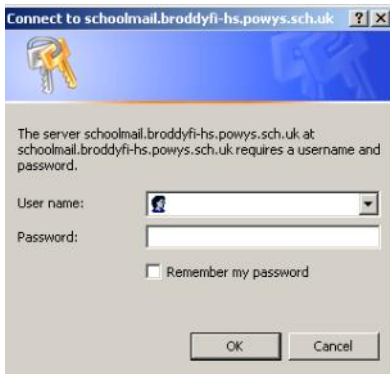 Connect to schoolmail.broddyfi-hs.powys.sch.uk
The server schoolmail.broddyfi-hs.powys.sch.uk at
schoolmail.broddyfi-hs.powys.sch.uk requires a username and
password.
User name:
Password:
Remember my password
OK Cancel